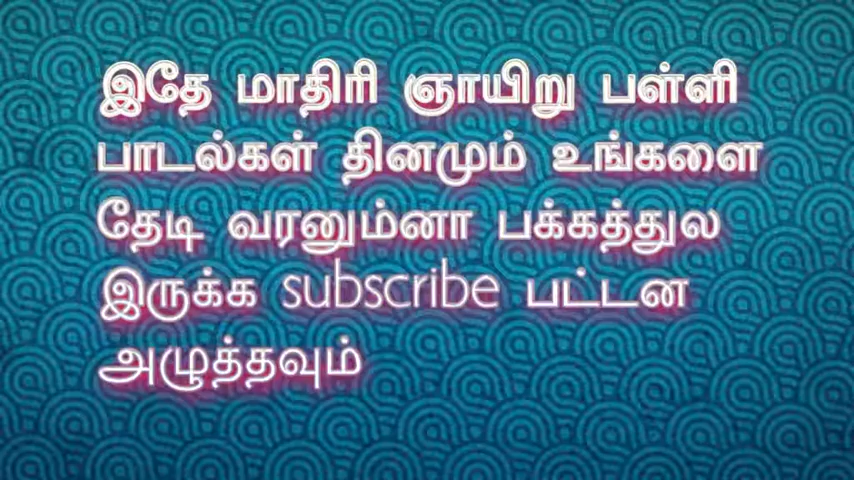 இதே மாதிரி ஞாயிறு பள்ளி
பாடல்கள் தினமும் உங்களை
தேடி வரனும்னா பக்கத்துல
இருக்க subscribe பட்டன
அழுத்தவும்